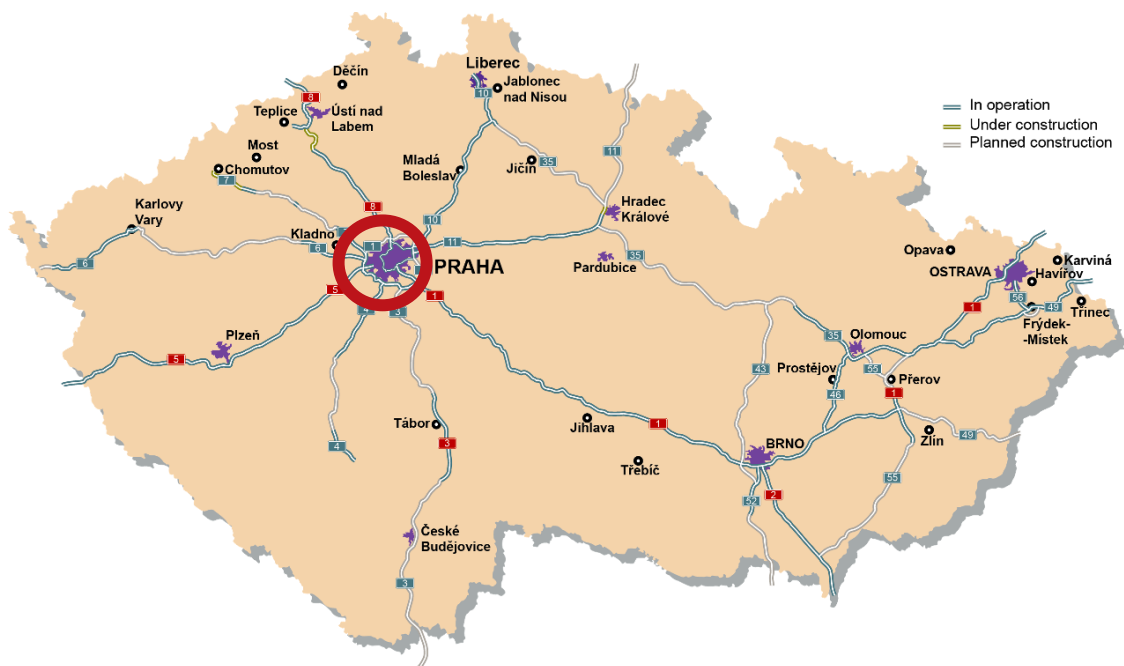 Děčín
Liberec
Jablonec
nad Nisou
10
8
Teplice
Ústí nad
Labem
In operation
Under construction
Planned construction
Most
Chomutov
7
Mladá
Boleslav
Jičín
35
11
Karlovy
Vary
8
10
Hradec
Králové
Kladno
6
1
11
6
PRAHA
Pardubice
35
Opava
OSTRAVA
Karviná
Havířov
5
1
4
3
56
49
1
Třinec
Frýdek-
-Místek
Plzeň
5
35
Olomouc
43
Prostějov
55
Přerov
46
1
Tábor
Jihlava
1
3
4
BRNO
Zlín
49
Třebíč
55
52
2
České
Budějovice
3